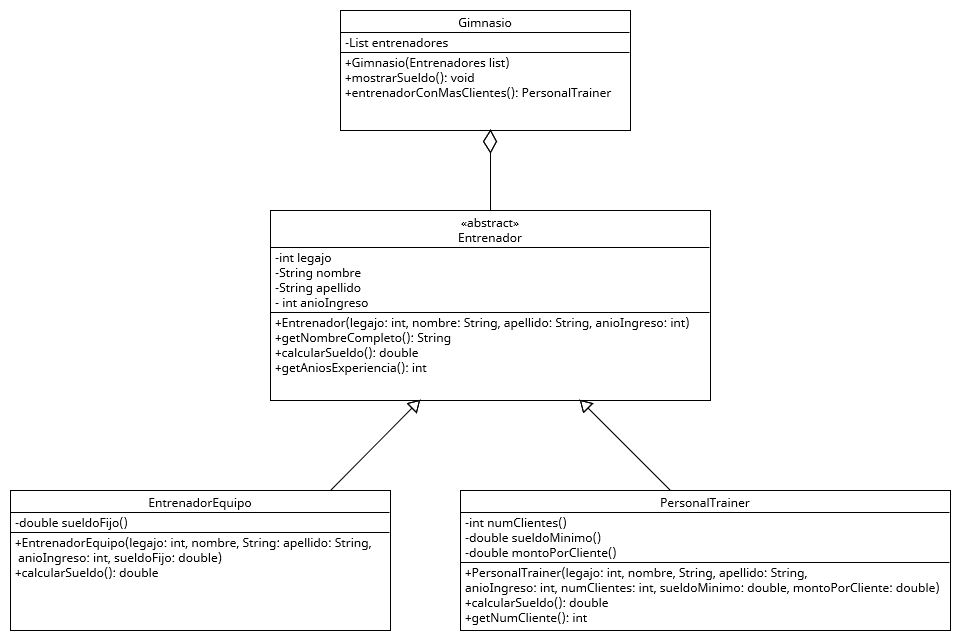 Gimnasio
-List entrenadores
+Gimnasio(Entrenadores list)
+mostrarSueldo(): void
+entrenadorConMasClientes(): PersonalTrainer
«abstract»
Entrenador
-int legajo
-String nombre
-String apellido
- int anioIngreso
+Entrenador(legajo: int, nombre: String, apellido: String, anioIngreso: int)
+getNombreCompleto(): String
+calcularSueldo(): double
+getAniosExperiencia(): int
EntrenadorEquipo
-double sueldoFijo()
+EntrenadorEquipo(legajo: int, nombre, String: apellido: String,
anioIngreso: int, sueldoFijo: double)
+calcularSueldo(): double
PersonalTrainer
-int numClientes()
-double sueldoMinimo()
-double montoPorCliente()
+PersonalTrainer(legajo: int, nombre, String, apellido: String,
anioIngreso: int, numClientes: int, sueldoMinimo: double, montoPorCliente: double)
+calcularSueldo(): double
+getNumCliente(): int